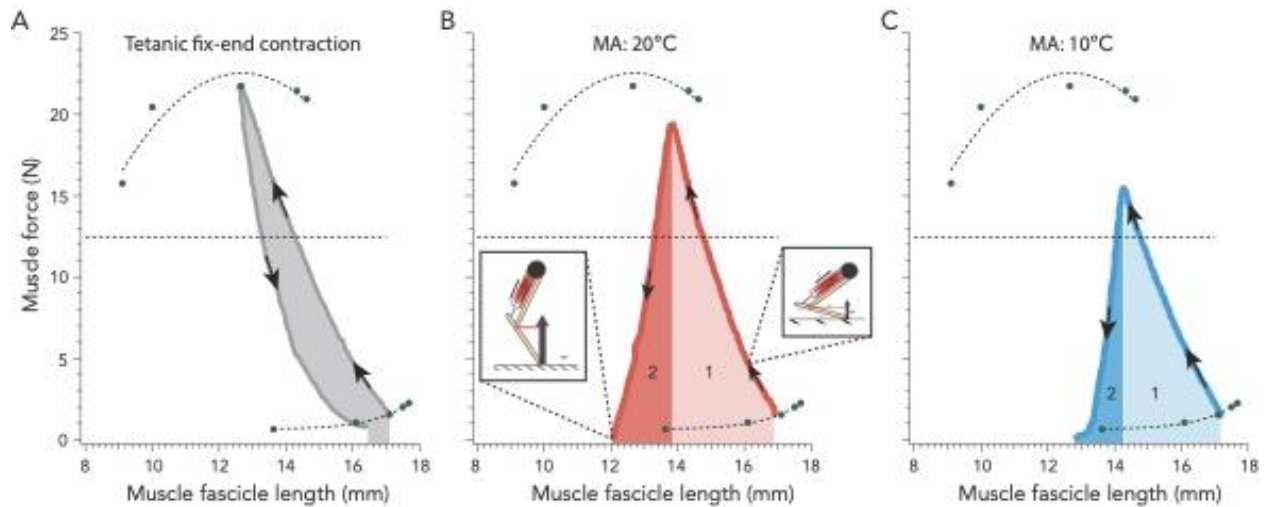 A
Tetanic fix-end contraction
25
20
15
10
5
0
Muscle force (N)
8 10 12 14 16 18
Muscle fascicle length (mm)
B
MA: 20°C
2 1
8 10 12 14 16 18
Muscle fascicle length (mm)
C
MA: 10°C
2 1
8 10 12 14 16 18
Muscle fascicle length (mm)